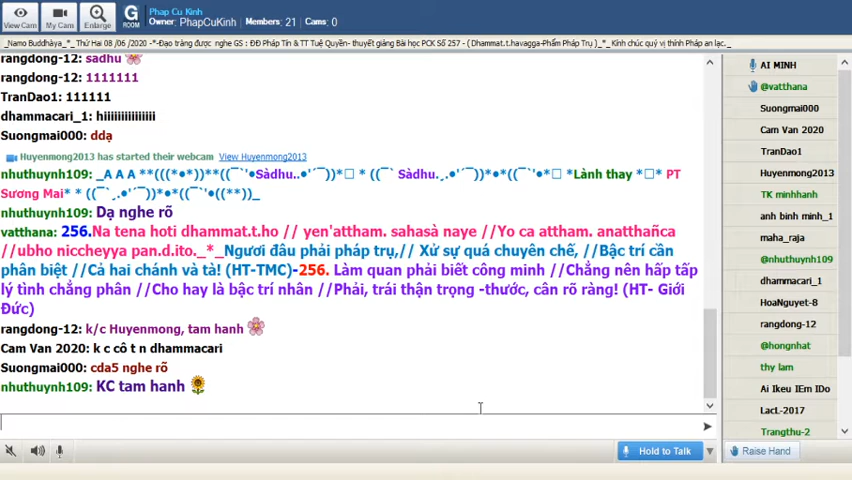 Phap Cu Kinh
Owner: PhapCuKinh Members: 21 Cams: 0
View Cam
My Cam
Enlarge
G
ROOM
_Namo Buddhàya_*_ Thứ Hai 08 /06 /2020 -*-Đạo tràng được nghe GS : ĐĐ Pháp Tín & TT Tuệ Quyền- thuyết giảng Bài học PCK Số 257 - ( Dhammat.t.havagga-Phẩm Pháp Trụ )_*_ Kính chúc quý vị thính Pháp an lạc._
rangdong-12: sadhu
rangdong-12: 1111111
TranDao1: 111111
dhammacari_1: hiiiiiiiiiiiiiii
Suongmai000: ddạ
Huyenmong2013 has started their webcam View Huyenmong2013
nhuthuynh109: _A A A **(((*●*))**((¯`'●Sàdhu..●'´¯))*□ * ((¯` Sàdhu.¸.●'´¯))*●*((¯`'●*□ *Lành thay *□* PT
Sương Mai* * ((¯`¸.●'´¯))*●*((¯`'●((**))_
nhuthuynh109: Dạ nghe rõ
vatthana: 256.Na tena hoti dhammat.t.ho // yen'attham. sahasà naye //Yo ca attham. anatthañca
//ubho niccheyya pan.d.ito._*_Ngươi đâu phải pháp trụ,// Xử sự quá chuyên chế, //Bậc trí cần
phân biệt //Cả hai chánh và tà! (HT-TMC)-256. Làm quan phải biết công minh //Chẳng nên hấp tấp
lý tình chẳng phân //Cho hay là bậc trí nhân //Phải, trái thận trọng -thước, cân rõ ràng! (HT- Giới
Đức)
rangdong-12: k/c Huyenmong, tam hanh
Cam Van 2020: k c cô t n dhammacari
Suongmai000: cda5 nghe rõ
nhuthuynh109: KC tam hanh
Hold to Talk
AI MINH
@vatthana
Suongmai000
Cam Van 2020
TranDao1
Huyenmong2013
TK minhhanh
anh binh minh_1
maha_raja
@nhuthuynh109
dhammacari_1
HoaNguyet-8
rangdong-12
@hongnhat
thy lam
Ai Ikeu IEm IDo
LacL-2017
Trangthu-2
Raise Hand